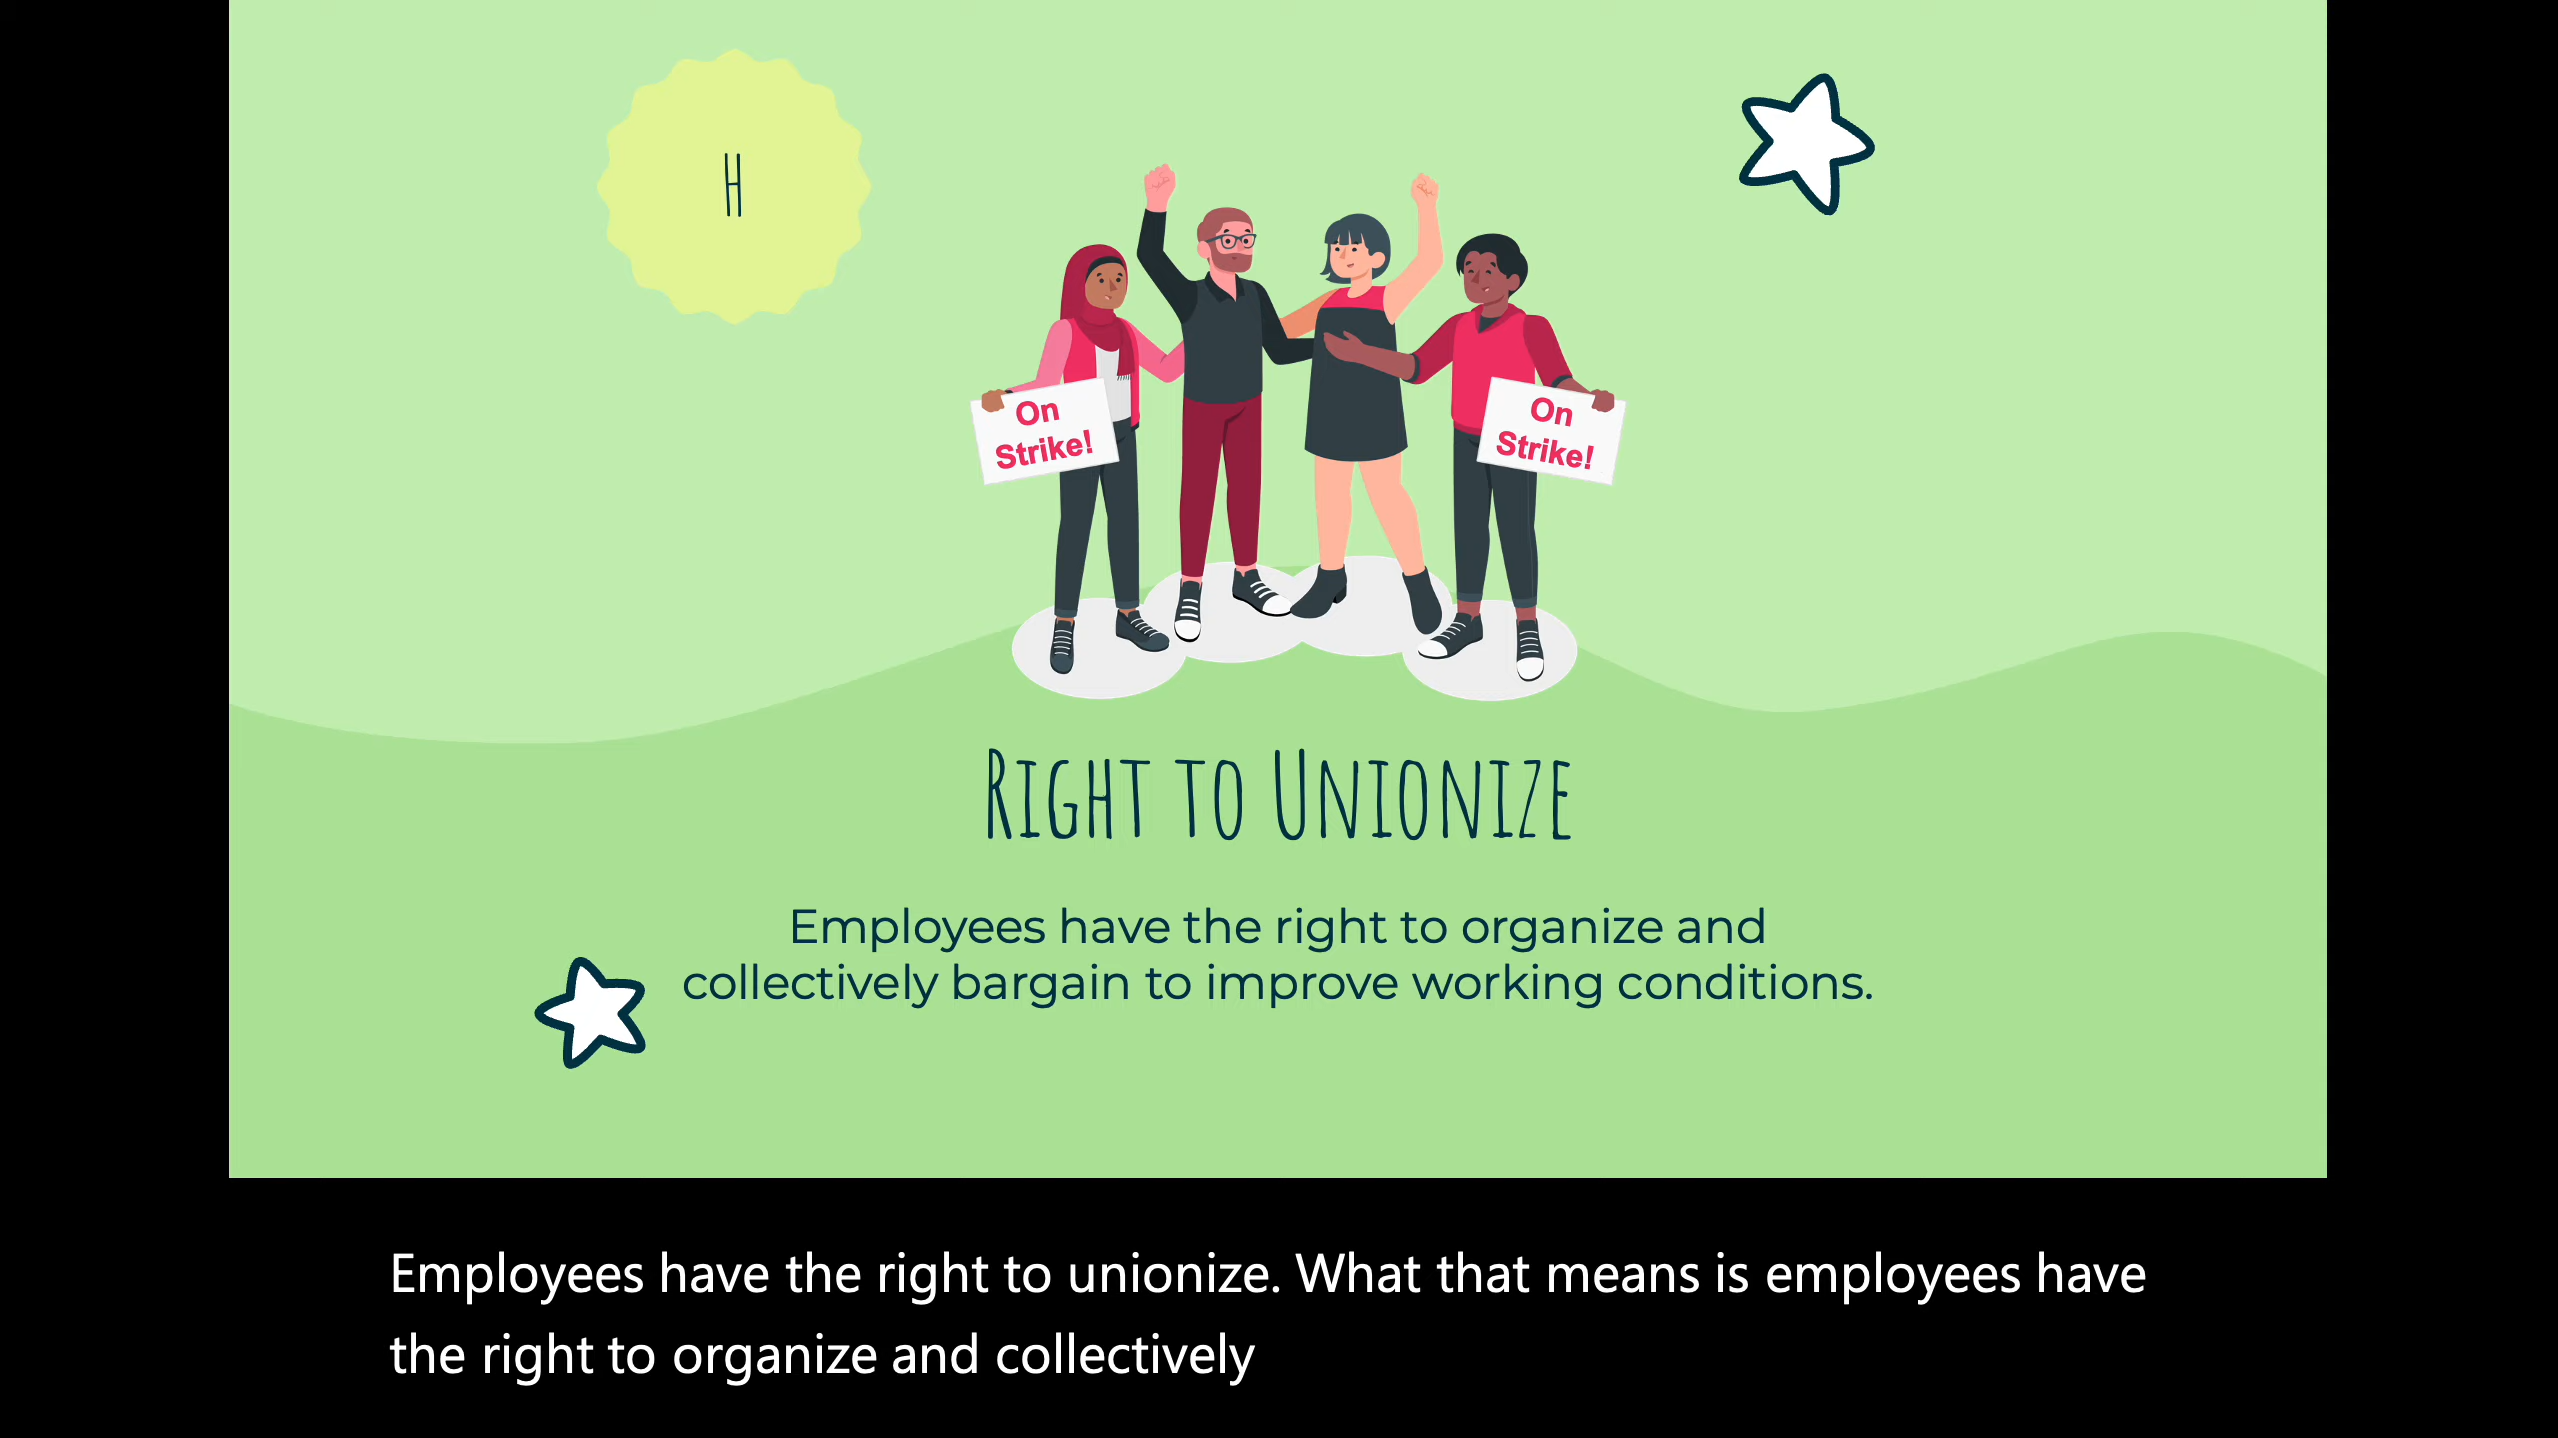 H
On
Strike!
On
Strike!
Right to Unionize
Employees have the right to organize and
collectively bargain to improve working conditions.
Employees have the right to unionize. What that means is employees have
the right to organize and collectively